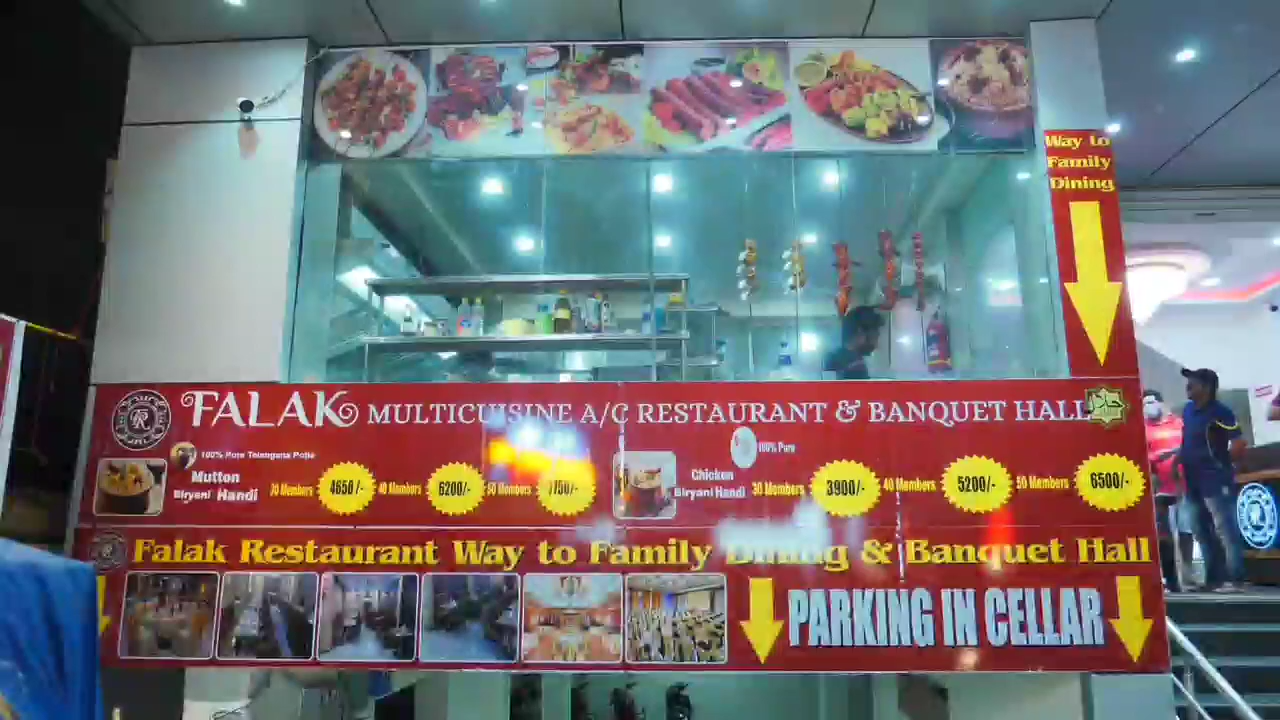 Way to
Family
Dining
FALAK MULTICUISINE A/C RESTAURANT & BANQUET HALL
حلال
100% Pure Telangana Potla
Mutton
Biryani Handi
30 Members 4650/- 40 Members 6200/- 50 Members
100% Pure
Chicken
Biryani Handi 30 Members 3900/- 40 Members 5200/- 50 Members 6500/-
Falak Restaurant Way to Family Dining & Banquet Hall
PARKING IN CELLAR